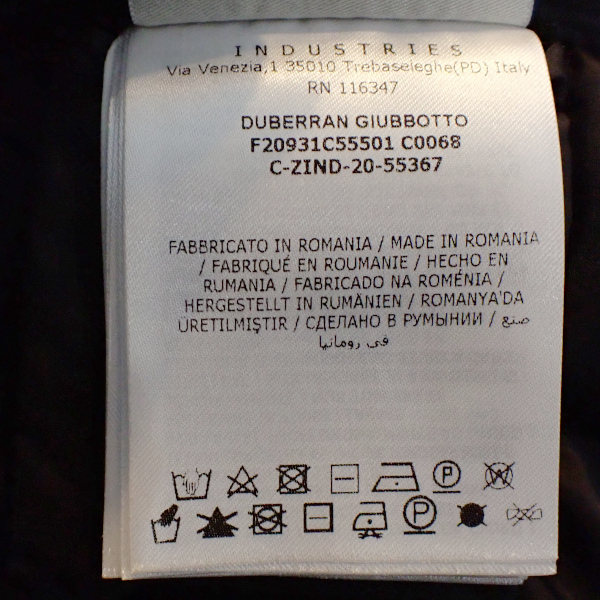 INDUSTRIES
Via Venezia,1 35010 Trebaseleghe(PD) Italy
RN 116347
DUBERRAN GIUBBOTTO
F20931C55501 C0068
C-ZIND-20-55367
FABBRICATO IN ROMANIA / MADE IN ROMANIA
/ FABRIQUÉ EN ROUMANIE / HECHO EN
RUMANIA / FABRICADO NA ROMÉNIA /
HERGESTELLT IN RUMÄNIEN / ROMANYA'DA
ÜRETILMIŞTIR / СДЕЛАНО В РУМЫНИИ / صنع
في رومانيا
P W
P